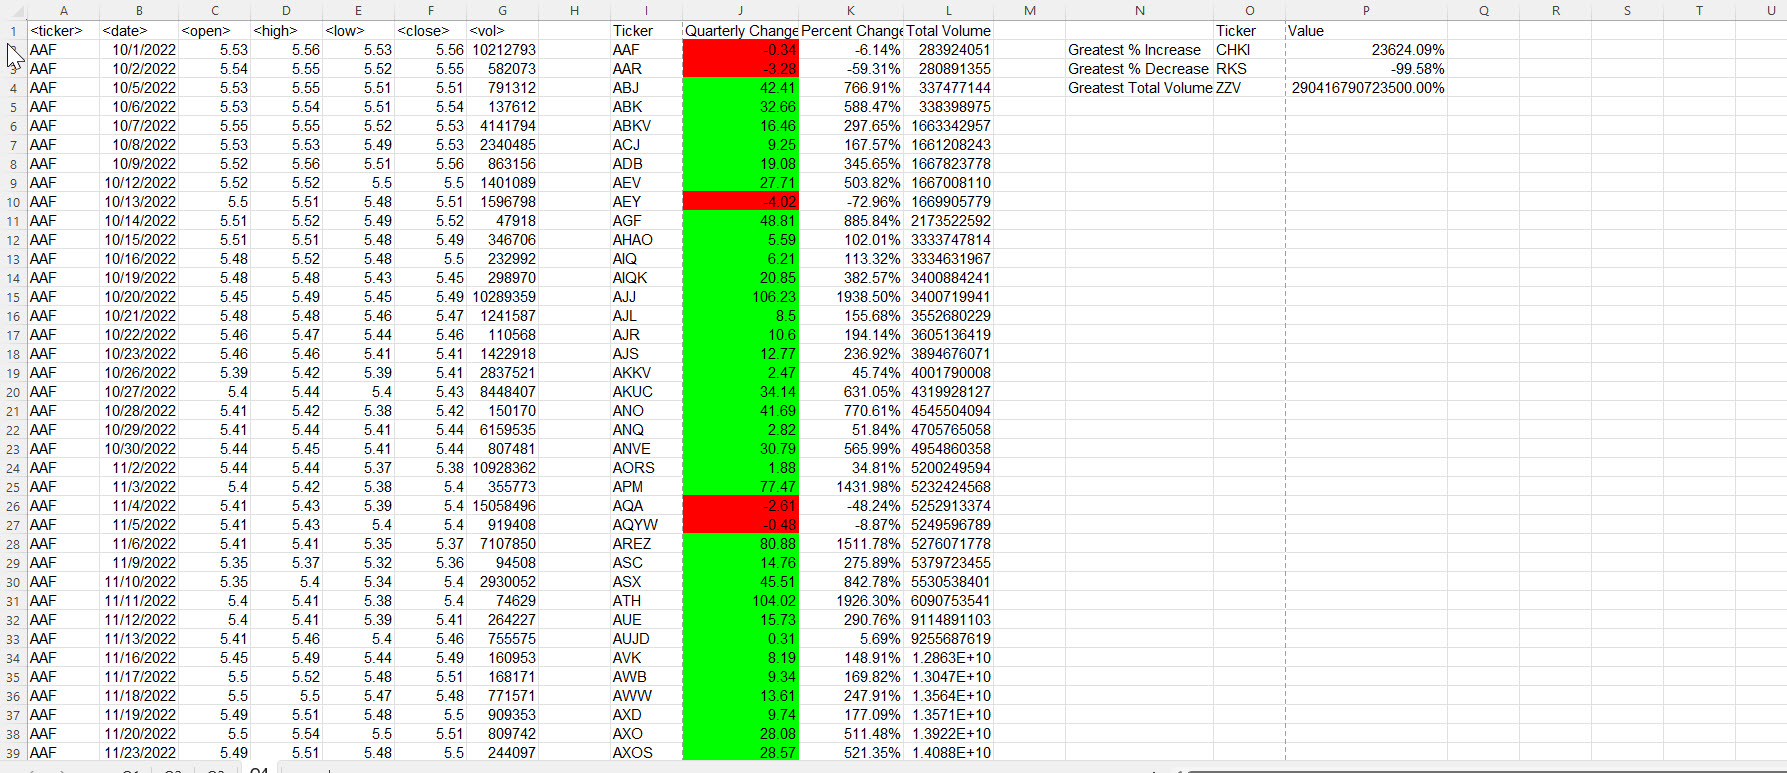 A B C D E F G H I J K L M N O P Q R S T U
1 <ticker> <date> <open> <high> <low> <close> <vol> Ticker Quarterly Change Percent Change Total Volume Ticker Value
AAF 10/1/2022 5.53 5.56 5.53 5.56 10212793 AAF -0.34 -6.14% 283924051 Greatest % Increase CHKI 23624.09%
3 AAF 10/2/2022 5.54 5.55 5.52 5.55 582073 AAR -3.28 -59.31% 280891355 Greatest % Decrease RKS -99.58%
4 AAF 10/5/2022 5.53 5.55 5.51 5.51 791312 ABJ 42.41 766.91% 337477144 Greatest Total Volume ZZV 290416790723500.00%
5 AAF 10/6/2022 5.53 5.54 5.51 5.54 137612 ABK 32.66 588.47% 338398975
6 AAF 10/7/2022 5.55 5.55 5.52 5.53 4141794 ABKV 16.46 297.65% 1663342957
7 AAF 10/8/2022 5.53 5.53 5.49 5.53 2340485 ACJ 9.25 167.57% 1661208243
8 AAF 10/9/2022 5.52 5.56 5.51 5.56 863156 ADB 19.08 345.65% 1667823778
9 AAF 10/12/2022 5.52 5.52 5.5 5.5 1401089 AEV 27.71 503.82% 1667008110
10 AAF 10/13/2022 5.5 5.51 5.48 5.51 1596798 AEY -4.02 -72.96% 1669905779
11 AAF 10/14/2022 5.51 5.52 5.49 5.52 47918 AGF 48.81 885.84% 2173522592
12 AAF 10/15/2022 5.51 5.51 5.48 5.49 346706 AHAO 5.59 102.01% 3333747814
13 AAF 10/16/2022 5.48 5.52 5.48 5.5 232992 AIQ 6.21 113.32% 3334631967
14 AAF 10/19/2022 5.48 5.48 5.43 5.45 298970 AIQK 20.85 382.57% 3400884241
15 AAF 10/20/2022 5.45 5.49 5.45 5.49 10289359 AJJ 106.23 1938.50% 3400719941
16 AAF 10/21/2022 5.48 5.48 5.46 5.47 1241587 AJL 8.5 155.68% 3552680229
17 AAF 10/22/2022 5.46 5.47 5.44 5.46 110568 AJR 10.6 194.14% 3605136419
18 AAF 10/23/2022 5.46 5.46 5.41 5.41 1422918 AJS 12.77 236.92% 3894676071
19 AAF 10/26/2022 5.39 5.42 5.39 5.41 2837521 AKKV 2.47 45.74% 4001790008
20 AAF 10/27/2022 5.4 5.44 5.4 5.43 8448407 AKUC 34.14 631.05% 4319928127
21 AAF 10/28/2022 5.41 5.42 5.38 5.42 150170 ANO 41.69 770.61% 4545504094
22 AAF 10/29/2022 5.41 5.44 5.41 5.44 6159535 ANQ 2.82 51.84% 4705765058
23 AAF 10/30/2022 5.44 5.45 5.41 5.44 807481 ANVE 30.79 565.99% 4954860358
24 AAF 11/2/2022 5.44 5.44 5.37 5.38 10928362 AORS 1.88 34.81% 5200249594
25 AAF 11/3/2022 5.4 5.42 5.38 5.4 355773 APM 77.47 1431.98% 5232424568
26 AAF 11/4/2022 5.41 5.43 5.39 5.4 15058496 AQA -2.61 -48.24% 5252913374
27 AAF 11/5/2022 5.41 5.43 5.4 5.4 919408 AQYW -0.48 -8.87% 5249596789
28 AAF 11/6/2022 5.41 5.41 5.35 5.37 7107850 AREZ 80.88 1511.78% 5276071778
29 AAF 11/9/2022 5.35 5.37 5.32 5.36 94508 ASC 14.76 275.89% 5379723455
30 AAF 11/10/2022 5.35 5.4 5.34 5.4 2930052 ASX 45.51 842.78% 5530538401
31 AAF 11/11/2022 5.4 5.41 5.38 5.4 74629 ATH 104.02 1926.30% 6090753541
32 AAF 11/12/2022 5.4 5.41 5.39 5.41 264227 AUE 15.73 290.76% 9114891103
33 AAF 11/13/2022 5.41 5.46 5.4 5.46 755575 AUJD 0.31 5.69% 9255687619
34 AAF 11/16/2022 5.45 5.49 5.44 5.49 160953 AVK 8.19 148.91% 1.2863E+10
35 AAF 11/17/2022 5.5 5.52 5.48 5.51 168171 AWB 9.34 169.82% 1.3047E+10
36 AAF 11/18/2022 5.5 5.5 5.47 5.48 771571 AWW 13.61 247.91% 1.3564E+10
37 AAF 11/19/2022 5.49 5.51 5.48 5.5 909353 AXD 9.74 177.09% 1.3571E+10
38 AAF 11/20/2022 5.5 5.54 5.5 5.51 809742 AXO 28.08 511.48% 1.3922E+10
39 AAF 11/23/2022 5.49 5.51 5.48 5.5 244097 AXOS 28.57 521.35% 1.4088E+10